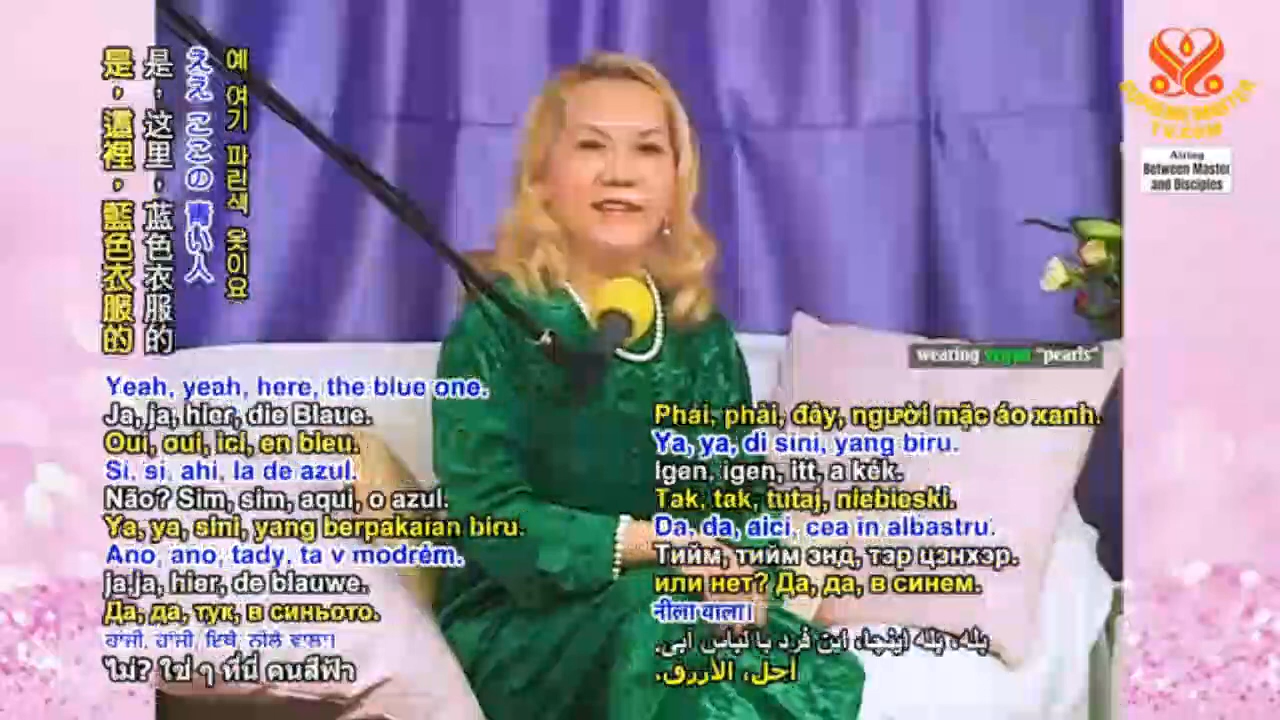 是，這裡，藍色衣服的
是，这里，蓝色衣服的
ええ ここの 青い人
예 여기 파린색 옷이요
SUPREME MASTER
TV.COM
Airing
Between Master
and Disciples
wearing vegan "pearls"
Yeah, yeah, here, the blue one.
Ja, ja, hier, die Blaue.
Oui, oui, ici, en bleu.
Sí, sí, ahí, la de azul.
Não? Sim, sim, aqui, o azul.
Ya, ya, sini, yang berpakaian biru.
Ano, ano, tady, ta v modrém.
ja,ja, hier, de blauwe.
Да, да, тук, в синьото.
ਹਾਂਜੀ, ਹਾਂਜੀ, ਇਥੇ, ਨੀਲੇ ਵਾਲਾ।
ไม่? ใช่ ๆ ที่นี่ คนสีฟ้า
Phải, phải, đây, người mặc áo xanh.
Ya, ya, di sini, yang biru.
Igen, igen, itt, a kék.
Tak, tak, tutaj, niebieski.
Da, da, aici, cea în albastru.
Тийм, тийм энд, тэр цэнхэр.
или нет? Да, да, в синем.
नीला वाला।
بله، بله اینجا، این فرد با لباس آبی.
أجل، الأزرق.